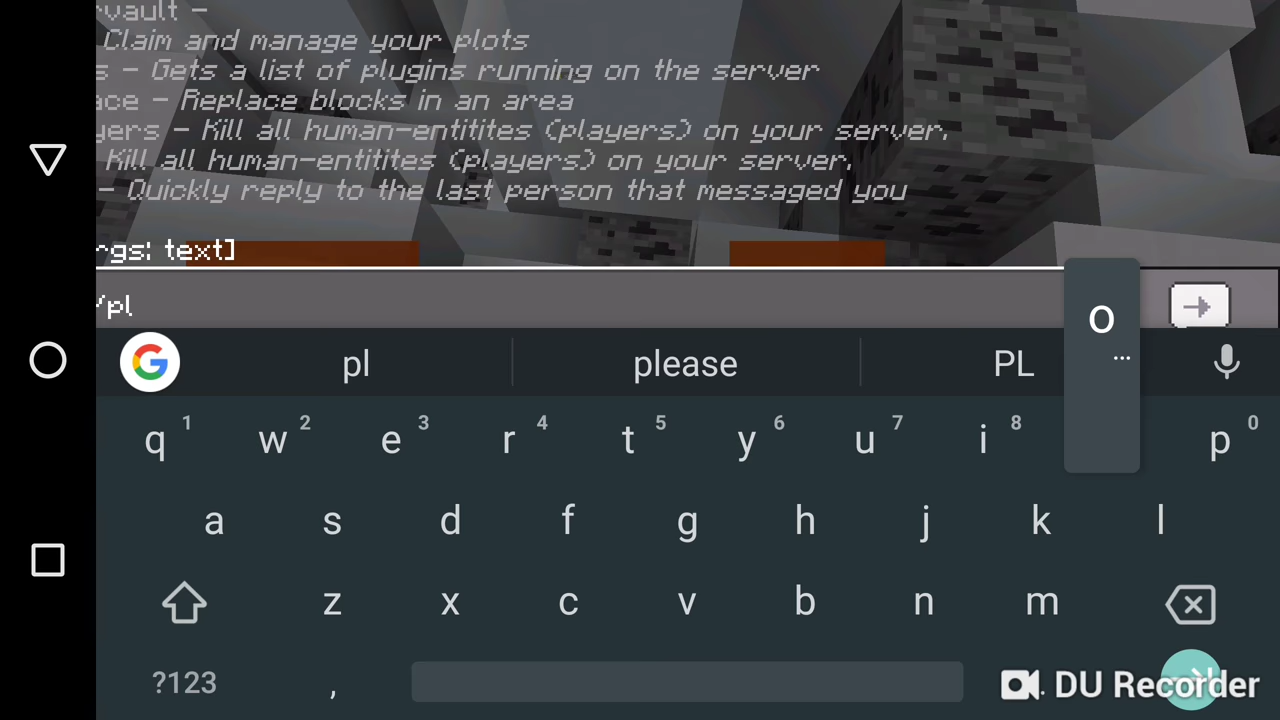 rvault -
Claim and manage your plots
s - Gets a list of plugins running on the server
ace - Replace blocks in an area
yers - Kill all human-entitites (players) on your server.
Kill all human-entitites (players) on your server.
- Quickly reply to the last person that messaged you
rgs: text]
/pl
o
...
pl please PL
q 1 w 2 e 3 r 4 t 5 y 6 u 7 i 8 p 0
a s d f g h j k l
z x c v b n m
?123 , . DU Recorder